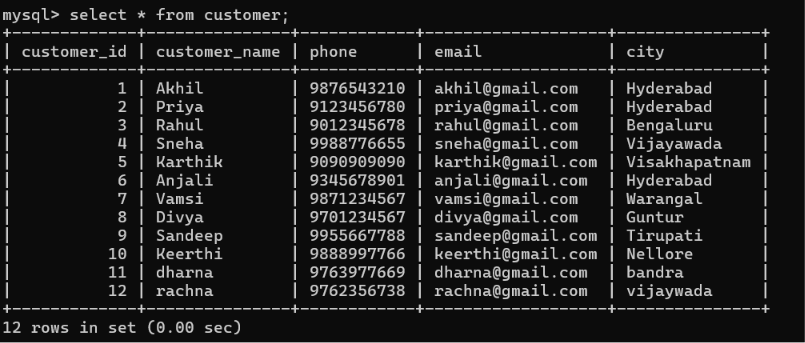 mysql> select * from customer;
+-------------+---------------+------------+-------------------+---------------+
| customer_id | customer_name | phone      | email             | city          |
+-------------+---------------+------------+-------------------+---------------+
|           1 | Akhil         | 9876543210 | akhil@gmail.com   | Hyderabad     |
|           2 | Priya         | 9123456780 | priya@gmail.com   | Hyderabad     |
|           3 | Rahul         | 9012345678 | rahul@gmail.com   | Bengaluru     |
|           4 | Sneha         | 9988776655 | sneha@gmail.com   | Vijayawada    |
|           5 | Karthik       | 9090909090 | karthik@gmail.com | Visakhapatnam |
|           6 | Anjali        | 9345678901 | anjali@gmail.com  | Hyderabad     |
|           7 | Vamsi         | 9871234567 | vamsi@gmail.com   | Warangal      |
|           8 | Divya         | 9701234567 | divya@gmail.com   | Guntur        |
|           9 | Sandeep       | 9955667788 | sandeep@gmail.com | Tirupati      |
|          10 | Keerthi       | 9888997766 | keerthi@gmail.com | Nellore       |
|          11 | dharna        | 9763977669 | dharna@gmail.com  | bandra        |
|          12 | rachna        | 9762356738 | rachna@gmail.com  | vijaywada     |
+-------------+---------------+------------+-------------------+---------------+
12 rows in set (0.00 sec)